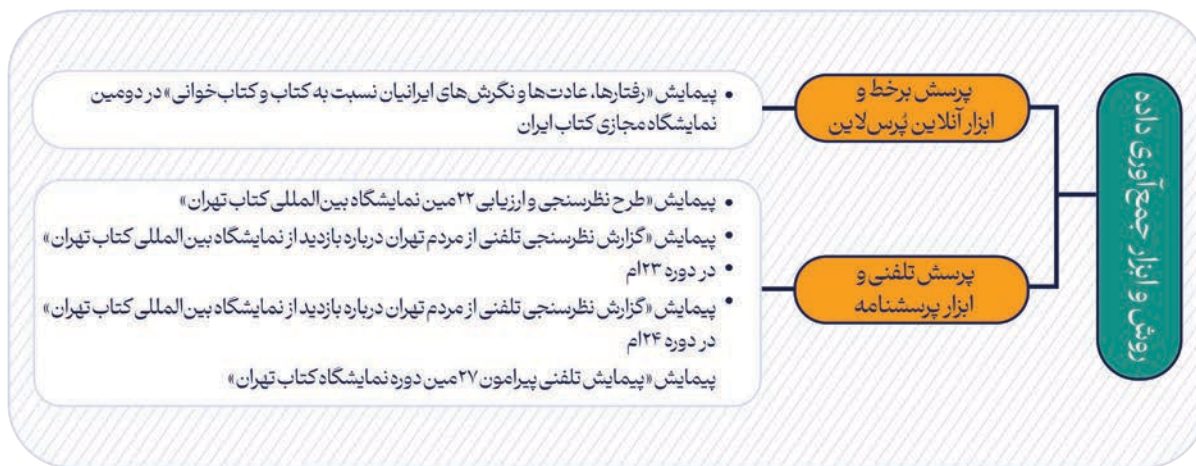 روش و ابزار جمع‌آوری داده
پرسش برخط و
ابزار آنلاین پُرس‌لاین
• پیمایش «رفتارها، عادت‌ها و نگرش‌های ایرانیان نسبت به کتاب و کتاب‌خوانی» در دومین
نمایشگاه مجازی کتاب ایران
پرسش تلفنی و
ابزار پرسشنامه
• پیمایش «طرح نظرسنجی و ارزیابی ۲۲مین نمایشگاه بین‌المللی کتاب تهران»
• پیمایش «گزارش نظرسنجی تلفنی از مردم تهران درباره بازدید از نمایشگاه بین‌المللی کتاب تهران»
• در دوره ۲۳ام
• پیمایش «گزارش نظرسنجی تلفنی از مردم تهران درباره بازدید از نمایشگاه بین‌المللی کتاب تهران»
در دوره ۲۴ام
پیمایش «پیمایش تلفنی پیرامون ۲۷مین دوره نمایشگاه کتاب تهران»